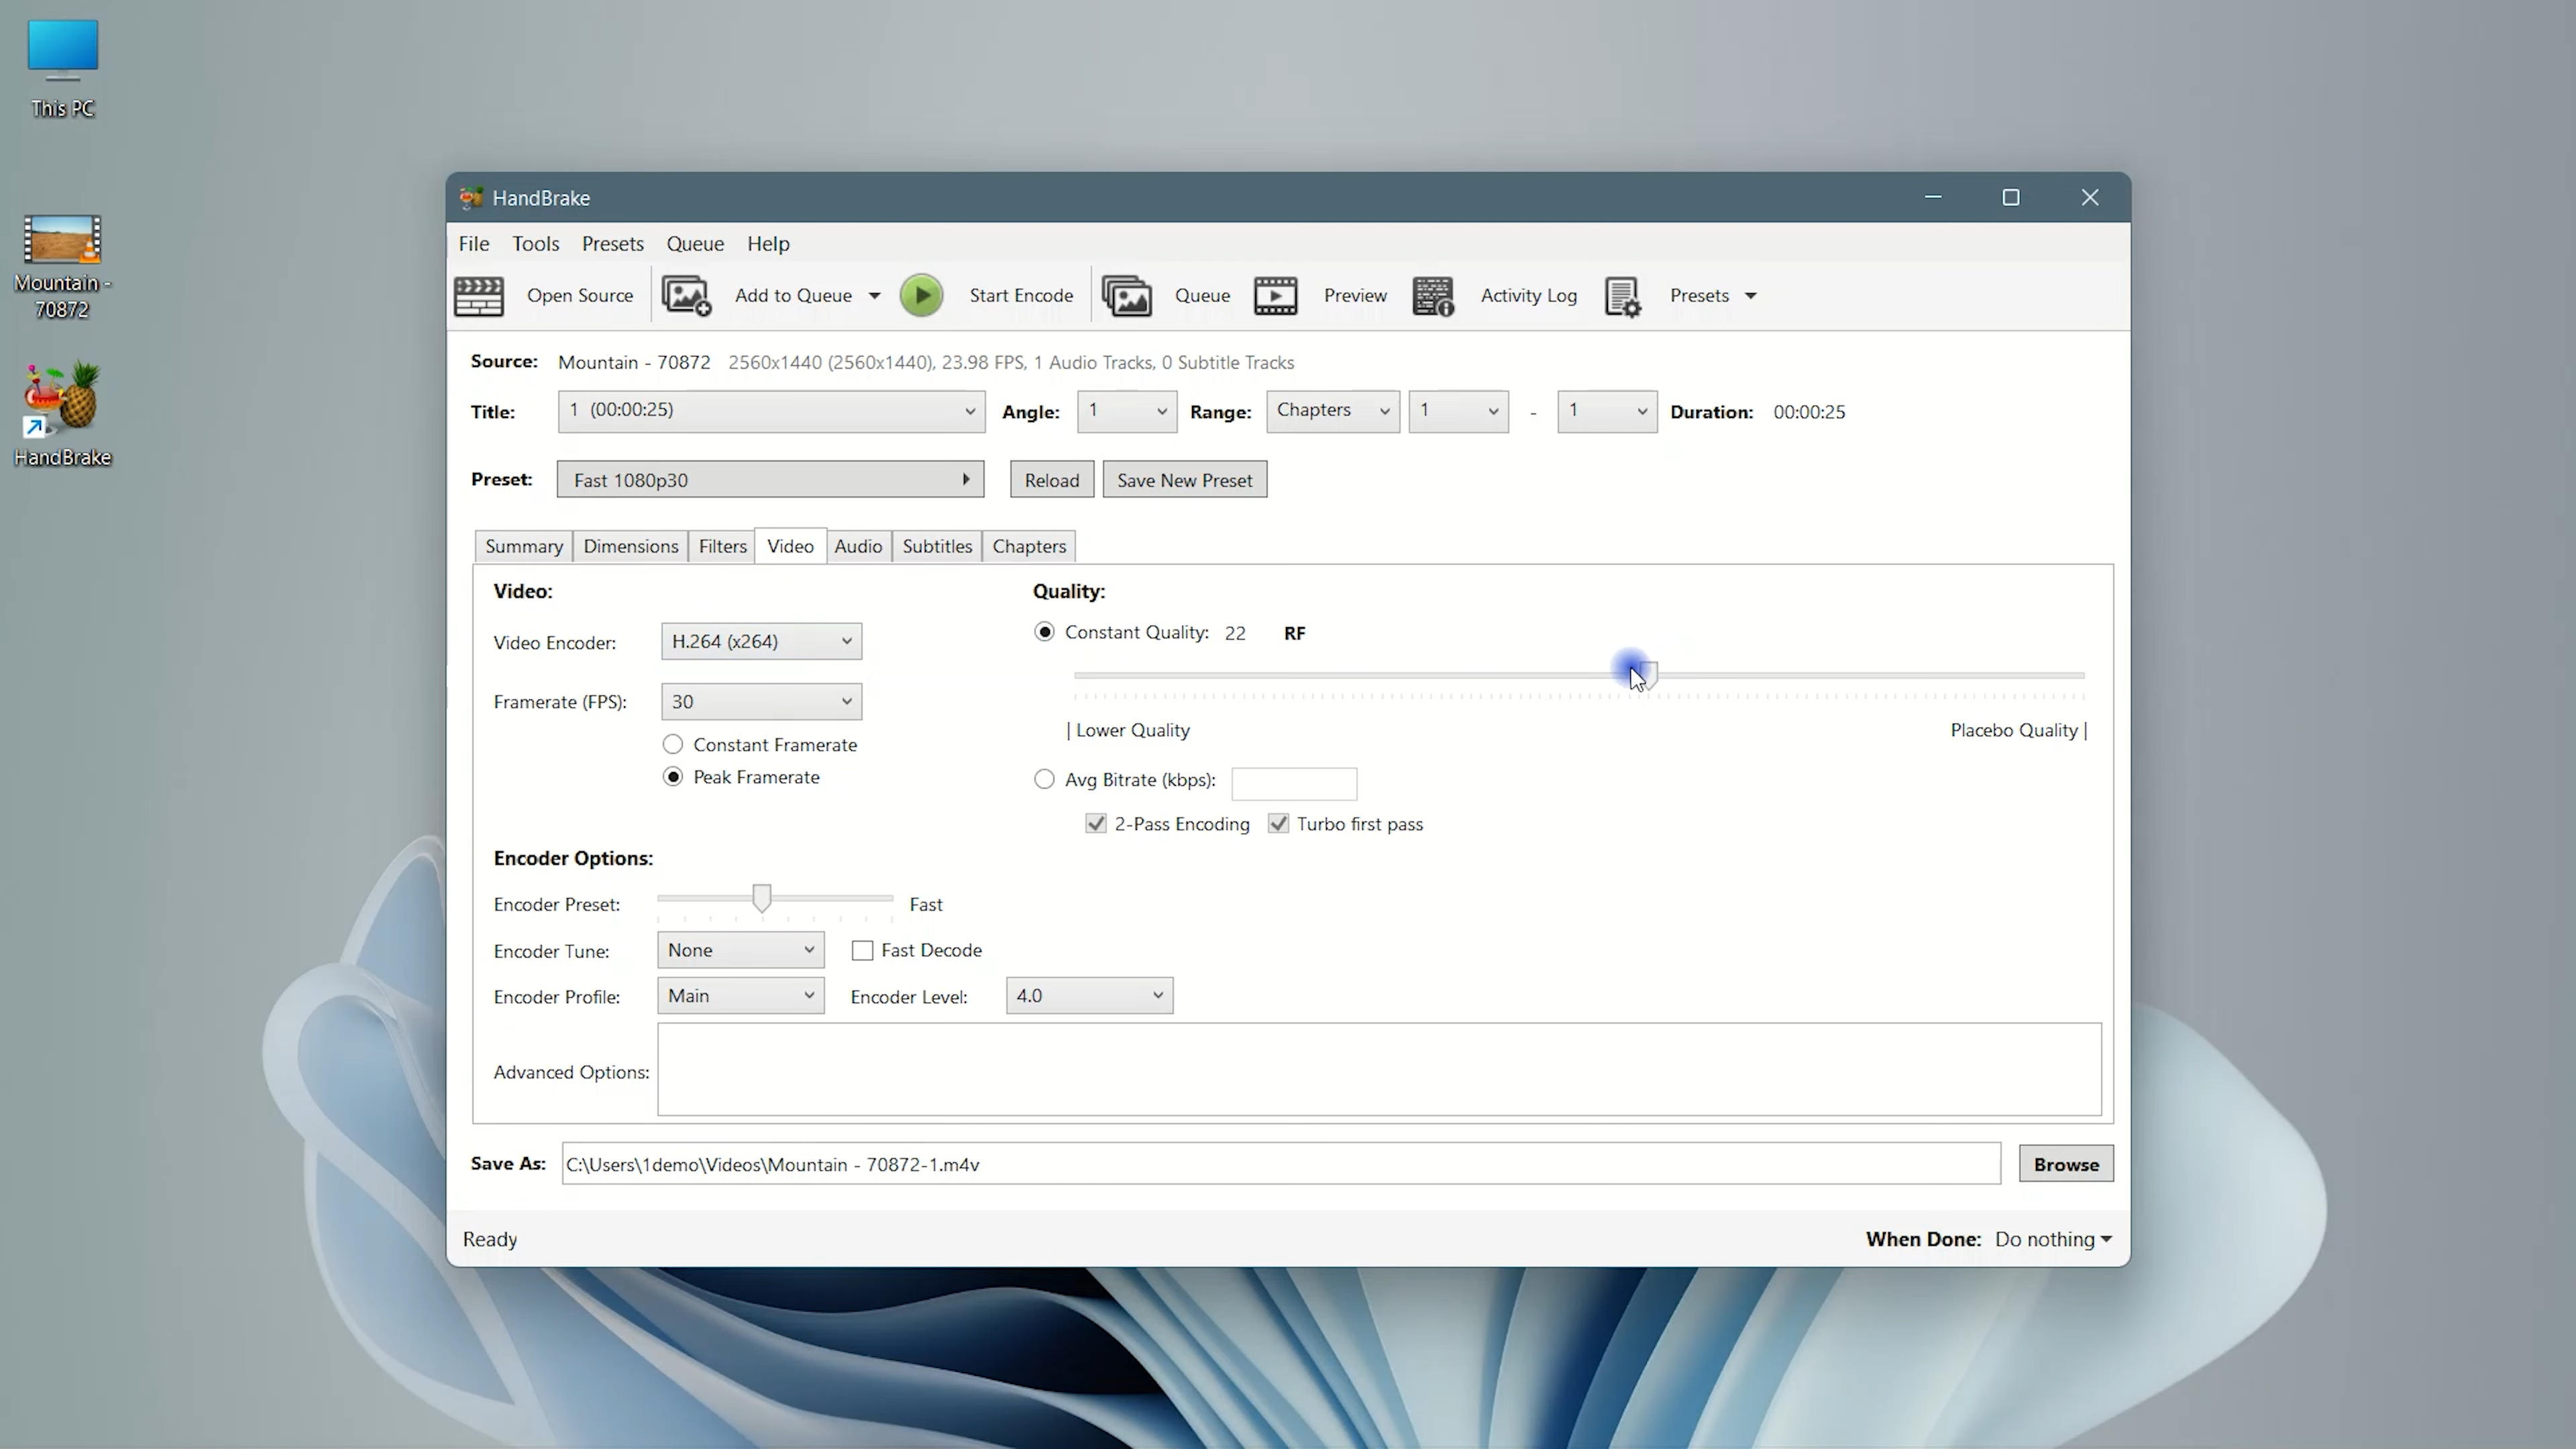 This PC
Mountain -
70872
HandBrake
HandBrake
File Tools Presets Queue Help
Open Source Add to Queue Start Encode Queue Preview Activity Log Presets
Source: Mountain - 70872 2560x1440 (2560x1440), 23.98 FPS, 1 Audio Tracks, 0 Subtitle Tracks
Title: 1 (00:00:25) Angle: 1 Range: Chapters 1 - 1 Duration: 00:00:25
Preset: Fast 1080p30 Reload Save New Preset
Summary Dimensions Filters Video Audio Subtitles Chapters
Video: Quality:
Video Encoder: H.264 (x264) Constant Quality: 22 RF
Framerate (FPS): 30
| Lower Quality Placebo Quality |
Constant Framerate
Peak Framerate Avg Bitrate (kbps):
2-Pass Encoding Turbo first pass
Encoder Options:
Encoder Preset: Fast
Encoder Tune: None Fast Decode
Encoder Profile: Main Encoder Level: 4.0
Advanced Options:
Save As: C:\Users\1demo\Videos\Mountain - 70872-1.m4v Browse
Ready When Done: Do nothing